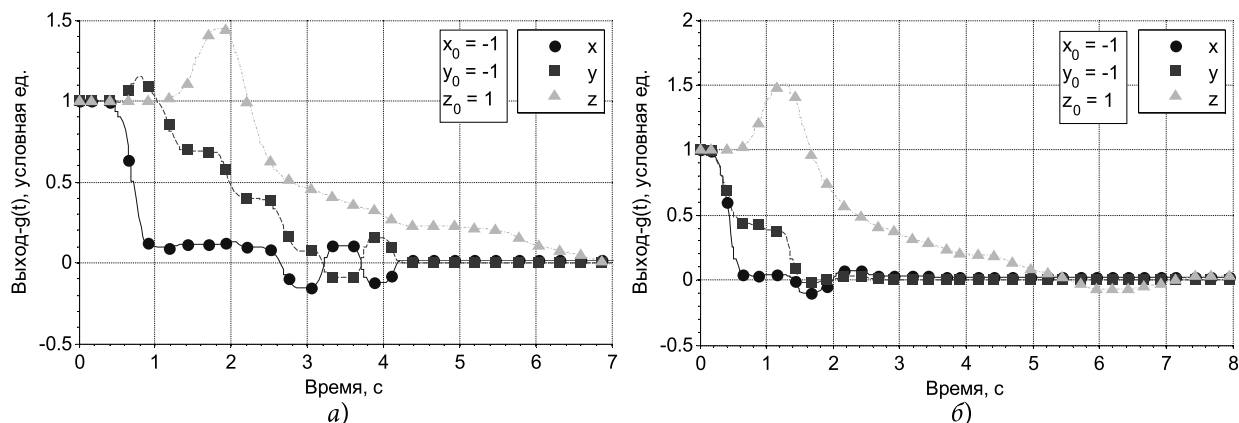 1.5
1
0.5
0
-0.5
0 1 2 3 4 5 6 7
Выход-g(t), условная ед.
Время, с
x0 = -1
y0 = -1
z0 = 1
x
y
z
а)
2
1.5
1
0.5
0
-0.5
0 1 2 3 4 5 6 7 8
Выход-g(t), условная ед.
Время, с
x0 = -1
y0 = -1
z0 = 1
x
y
z
б)